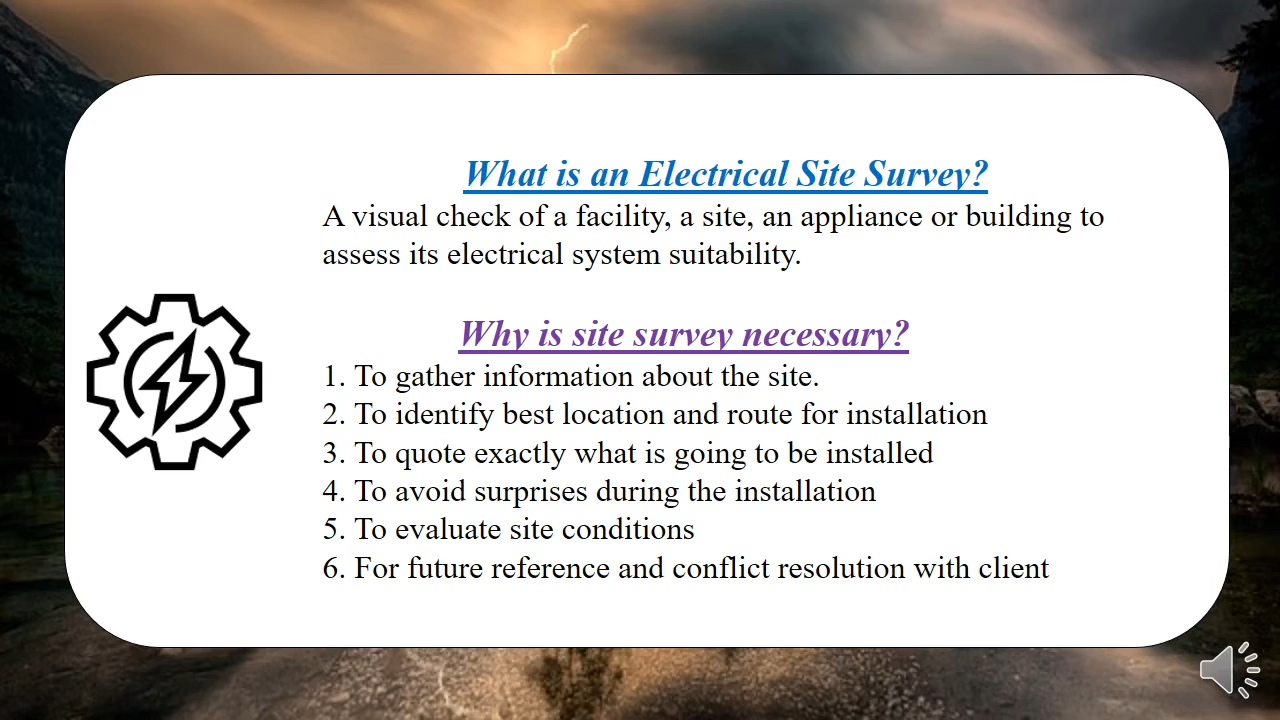 What is an Electrical Site Survey?
A visual check of a facility, a site, an appliance or building to
assess its electrical system suitability.
Why is site survey necessary?
1. To gather information about the site.
2. To identify best location and route for installation
3. To quote exactly what is going to be installed
4. To avoid surprises during the installation
5. To evaluate site conditions
6. For future reference and conflict resolution with client